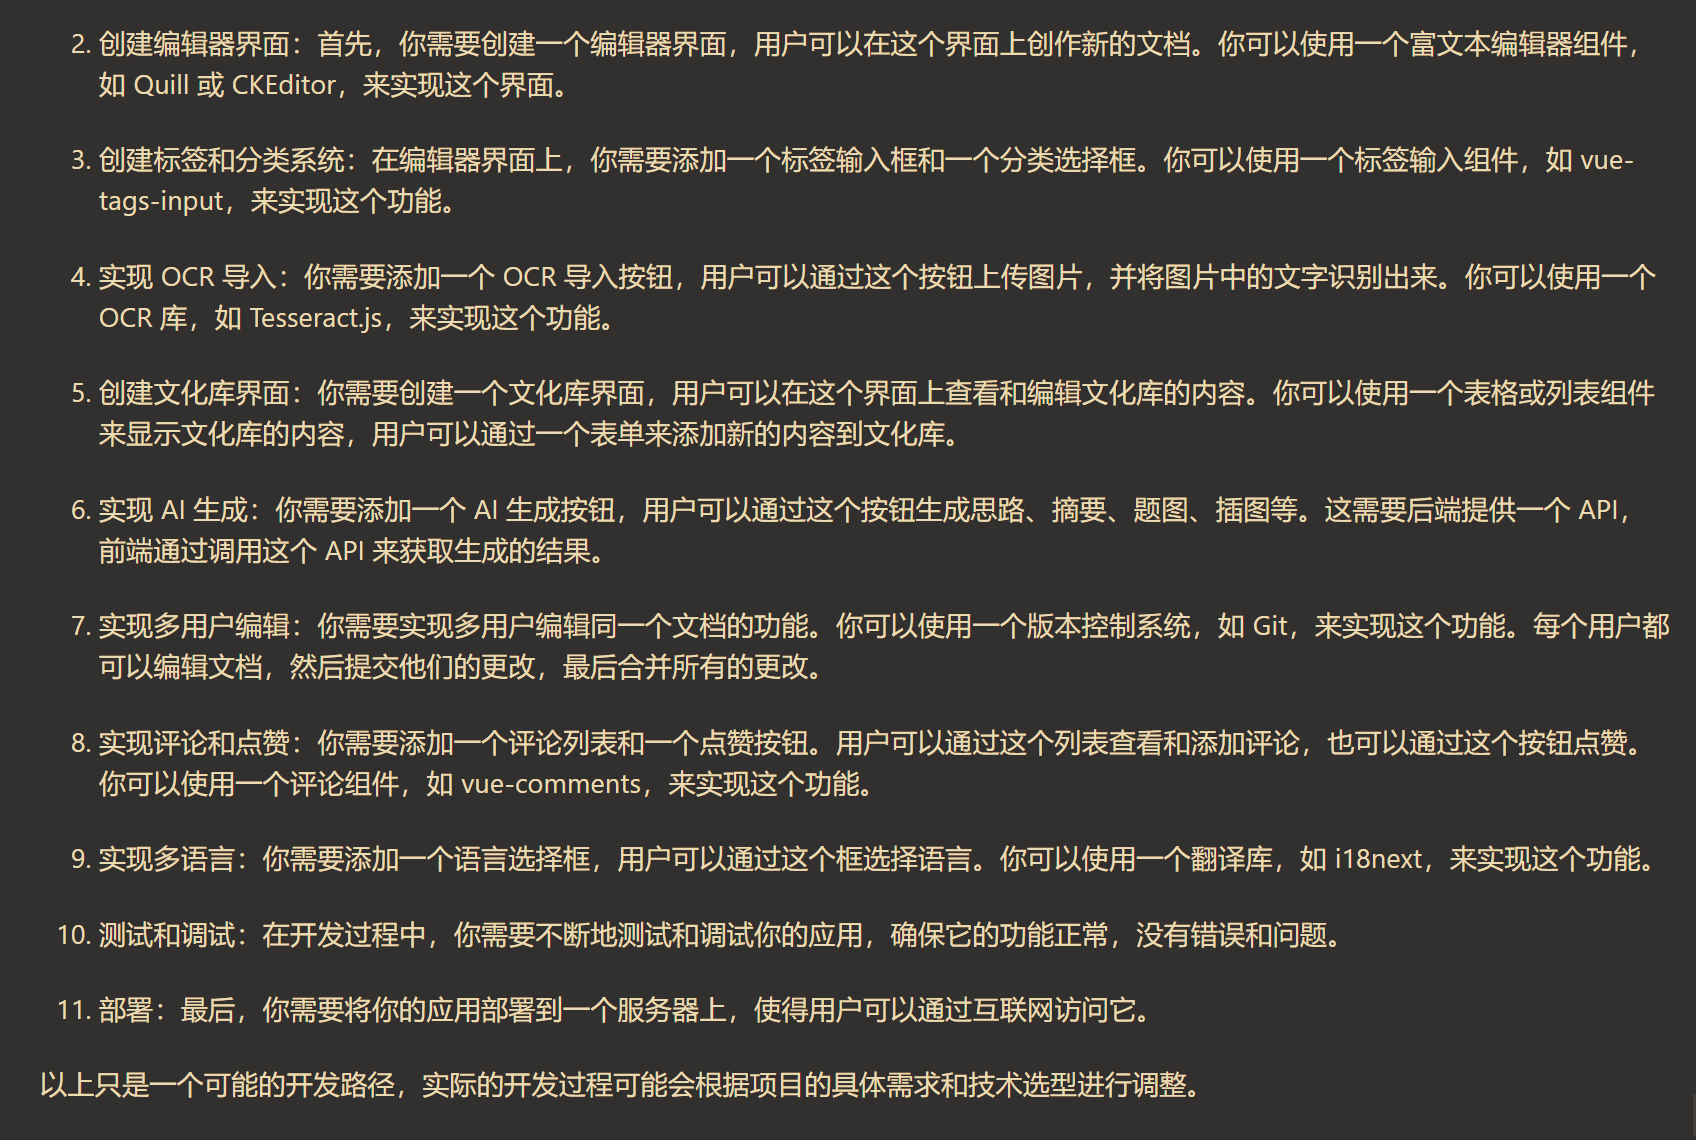 2. 创建编辑器界面：首先，你需要创建一个编辑器界面，用户可以在这个界面上创作新的文档。你可以使用一个富文本编辑器组件，
如 Quill 或 CKEditor，来实现这个界面。
3. 创建标签和分类系统：在编辑器界面上，你需要添加一个标签输入框和一个分类选择框。你可以使用一个标签输入组件，如 vue-
tags-input，来实现这个功能。
4. 实现 OCR 导入：你需要添加一个 OCR 导入按钮，用户可以通过这个按钮上传图片，并将图片中的文字识别出来。你可以使用一个
OCR 库，如 Tesseract.js，来实现这个功能。
5. 创建文化库界面：你需要创建一个文化库界面，用户可以在这个界面上查看和编辑文化库的内容。你可以使用一个表格或列表组件
来显示文化库的内容，用户可以通过一个表单来添加新的内容到文化库。
6. 实现 AI 生成：你需要添加一个 AI 生成按钮，用户可以通过这个按钮生成思路、摘要、题图、插图等。这需要后端提供一个 API，
前端通过调用这个 API 来获取生成的结果。
7. 实现多用户编辑：你需要实现多用户编辑同一个文档的功能。你可以使用一个版本控制系统，如 Git，来实现这个功能。每个用户都
可以编辑文档，然后提交他们的更改，最后合并所有的更改。
8. 实现评论和点赞：你需要添加一个评论列表和一个点赞按钮。用户可以通过这个列表查看和添加评论，也可以通过这个按钮点赞。
你可以使用一个评论组件，如 vue-comments，来实现这个功能。
9. 实现多语言：你需要添加一个语言选择框，用户可以通过这个框选择语言。你可以使用一个翻译库，如 i18next，来实现这个功能。
10. 测试和调试：在开发过程中，你需要不断地测试和调试你的应用，确保它的功能正常，没有错误和问题。
11. 部署：最后，你需要将你的应用部署到一个服务器上，使得用户可以通过互联网访问它。
以上只是一个可能的开发路径，实际的开发过程可能会根据项目的具体需求和技术选型进行调整。